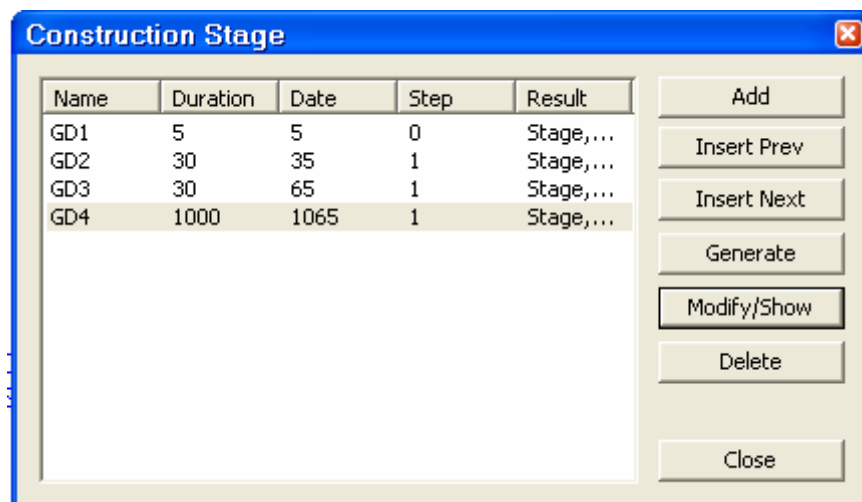 Construction Stage
Name Duration Date Step Result
GD1 5 5 0 Stage,...
GD2 30 35 1 Stage,...
GD3 30 65 1 Stage,...
GD4 1000 1065 1 Stage,...
Add
Insert Prev
Insert Next
Generate
Modify/Show
Delete
Close